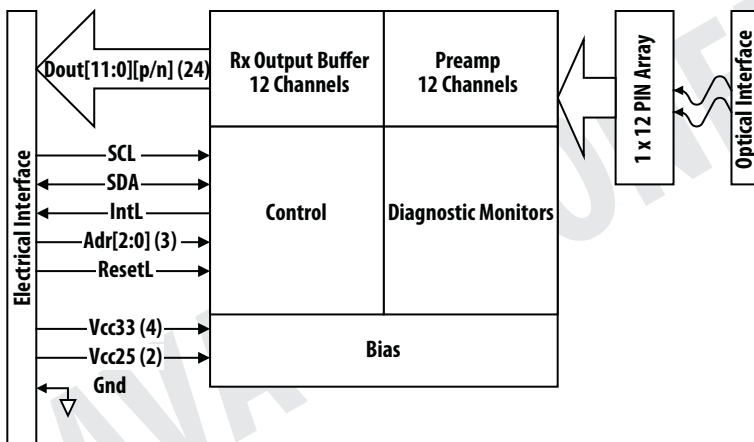 Electrical Interface
Dout[11:0][p/n] (24)
Rx Output Buffer
12 Channels
Preamp
12 Channels
1 x 12 PIN Array
Optical Interface
SCL
SDA
IntL
Adr[2:0] (3)
ResetL
Control
Diagnostic Monitors
Vcc33 (4)
Vcc25 (2)
Gnd
Bias